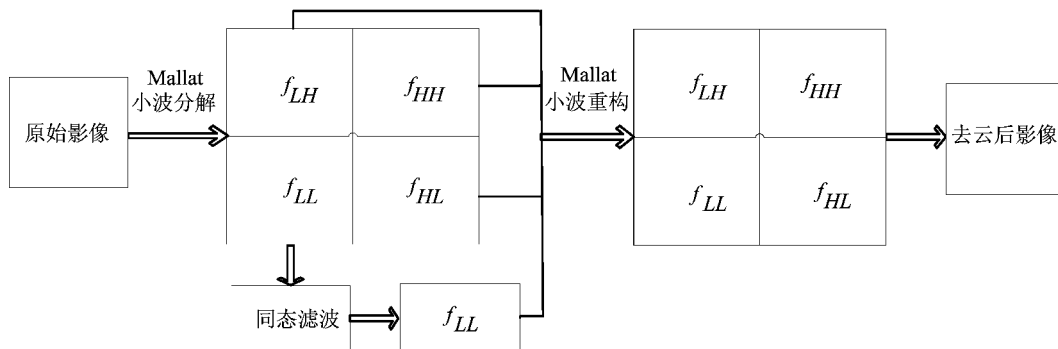 原始影像
Mallat
小波分解
f_LH
f_HH
f_LL
f_HL
同态滤波
f_LL
Mallat
小波重构
f_LH
f_HH
f_LL
f_HL
去云后影像